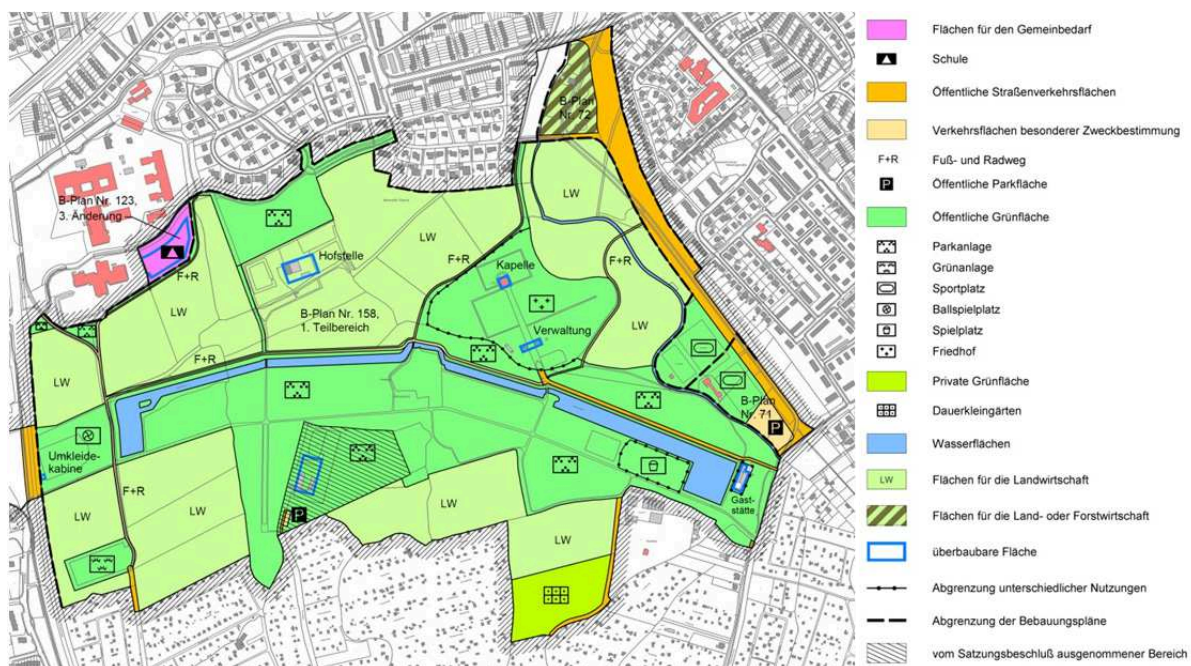 B-Plan
Nr. 72
B-Plan Nr. 123,
3. Änderung
F+R
LW
Hofstelle
LW
LW
F+R
Kapelle
F+R
LW
B-Plan Nr. 158,
1. Teilbereich
Verwaltung
LW
F+R
LW
B-Plan
Nr. 71
P
Umkleide-
kabine
F+R
LW
LW
P
LW
LW
Gast-
stätte
Flächen für den Gemeinbedarf
Schule
Öffentliche Straßenverkehrsflächen
Verkehrsflächen besonderer Zweckbestimmung
F+R Fuß- und Radweg
P Öffentliche Parkfläche
Öffentliche Grünfläche
Parkanlage
Grünanlage
Sportplatz
Ballspielplatz
Spielplatz
Friedhof
Private Grünfläche
Dauerkleingärten
Wasserflächen
LW Flächen für die Landwirtschaft
Flächen für die Land- oder Forstwirtschaft
überbaubare Fläche
Abgrenzung unterschiedlicher Nutzungen
Abgrenzung der Bebauungspläne
vom Satzungsbeschluß ausgenommener Bereich